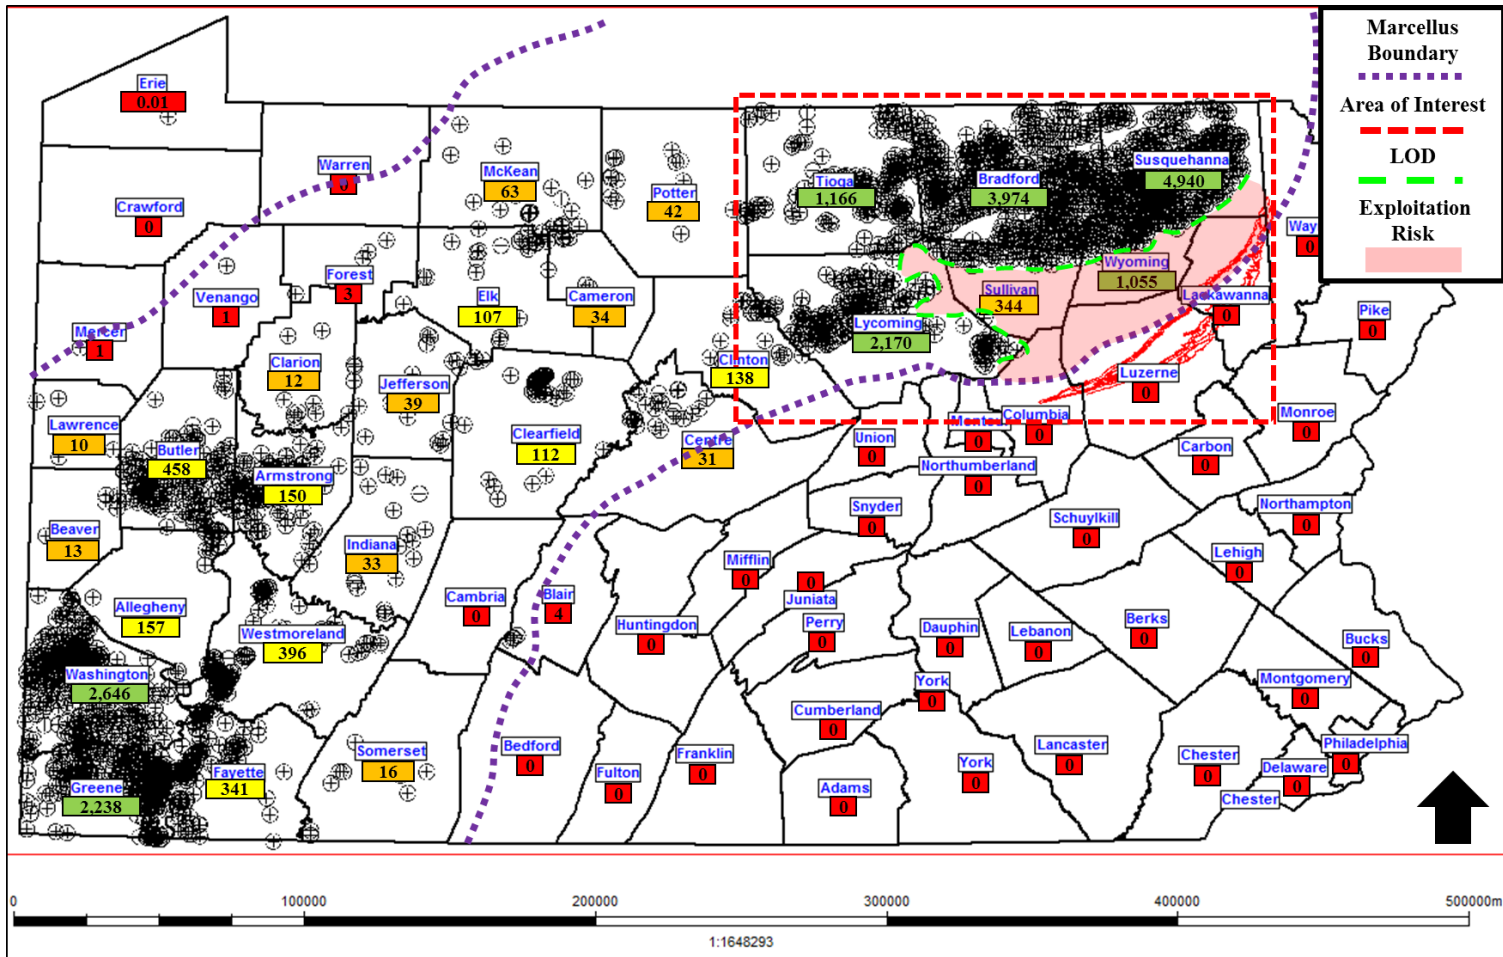 Marcellus
Boundary
Area of Interest
LOD
Exploitation
Risk
Erie
0.01
Warren
0
McKean
63
Potter
42
Tioga
1,166
Bradford
3,974
Susquehanna
4,940
Crawford
0
Way
0
Forest
3
Venango
1
Elk
107
Cameron
34
Sullivan
344
Wyoming
1,055
Lackawanna
0
Pike
0
Mercer
1
Lycoming
2,170
Clarion
12
Clinton
138
Jefferson
39
Luzerne
0
Lawrence
10
Butler
458
Clearfield
112
Centre
31
Union
0
Montour
0
Columbia
0
Monroe
0
Carbon
0
Armstrong
150
Northumberland
0
Snyder
0
Schuylkill
0
Northampton
0
Beaver
13
Indiana
33
Mifflin
0
0
Juniata
Lehigh
0
Allegheny
157
Cambria
0
Blair
4
Huntingdon
0
Perry
0
Dauphin
0
Lebanon
0
Berks
0
Bucks
0
Westmoreland
396
Washington
2,646
York
0
Montgomery
0
Cumberland
0
Somerset
16
Bedford
0
Fulton
0
Franklin
0
Adams
0
York
0
Lancaster
0
Chester
0
Delaware
0
Philadelphia
0
Chester
Fayette
341
Greene
2,238
0
100000
200000
300000
400000
500000m
1:1648293